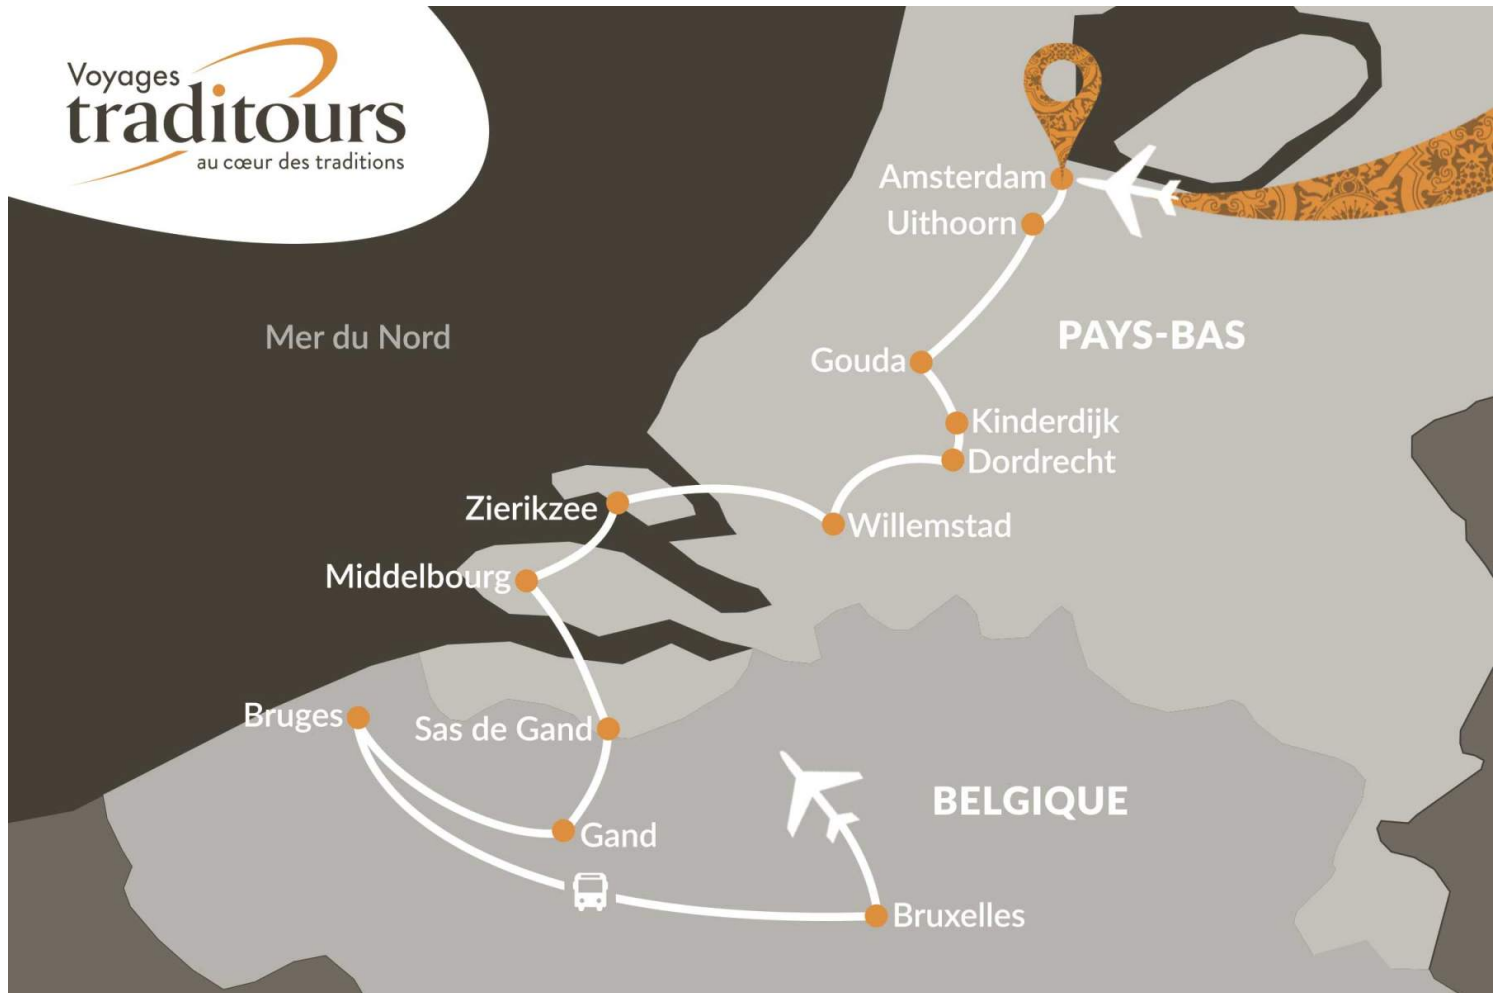 Voyages
traditours
au cœur des traditions
Amsterdam
Uithoorn
Mer du Nord
PAYS-BAS
Gouda
Kinderdijk
Dordrecht
Zierikzee
Willemstad
Middelbourg
Bruges
Sas de Gand
BELGIQUE
Gand
Bruxelles